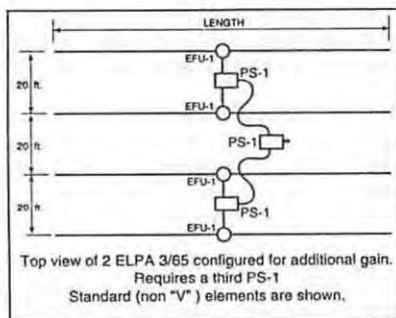 LENGTH
EFU-1
20 ft.
PS-1
EFU-1
20 ft.
PS-1
EFU-1
20 ft.
PS-1
EFU-1
Top view of 2 ELPA 3/65 configured for additional gain.
Requires a third PS-1
Standard (non "V" ) elements are shown.